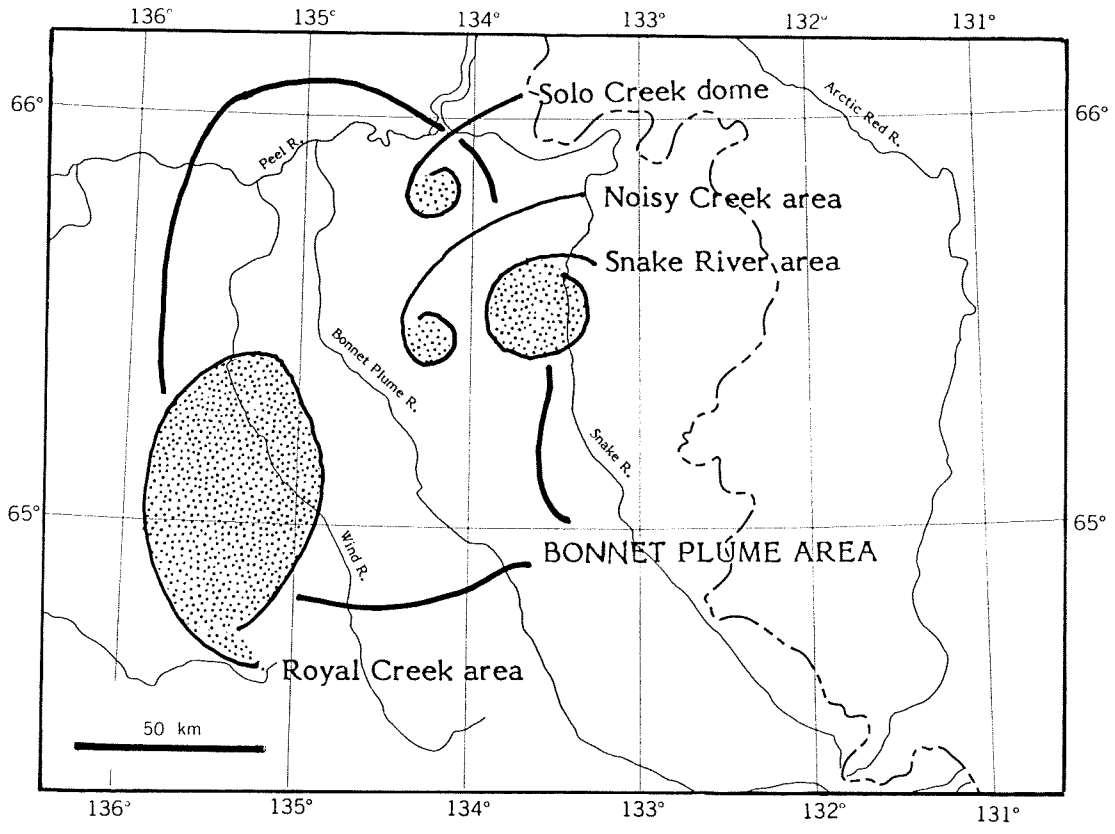 136° 135° 134° 133° 132° 131°
66° 66°
Solo Creek dome
Arctic Red R.
Peel R.
Noisy Creek area
Snake River area
Bonnet Plume R.
Snake R.
65° 65°
Wind R.
BONNET PLUME AREA
Royal Creek area
50 km
136° 135° 134° 133° 132° 131°